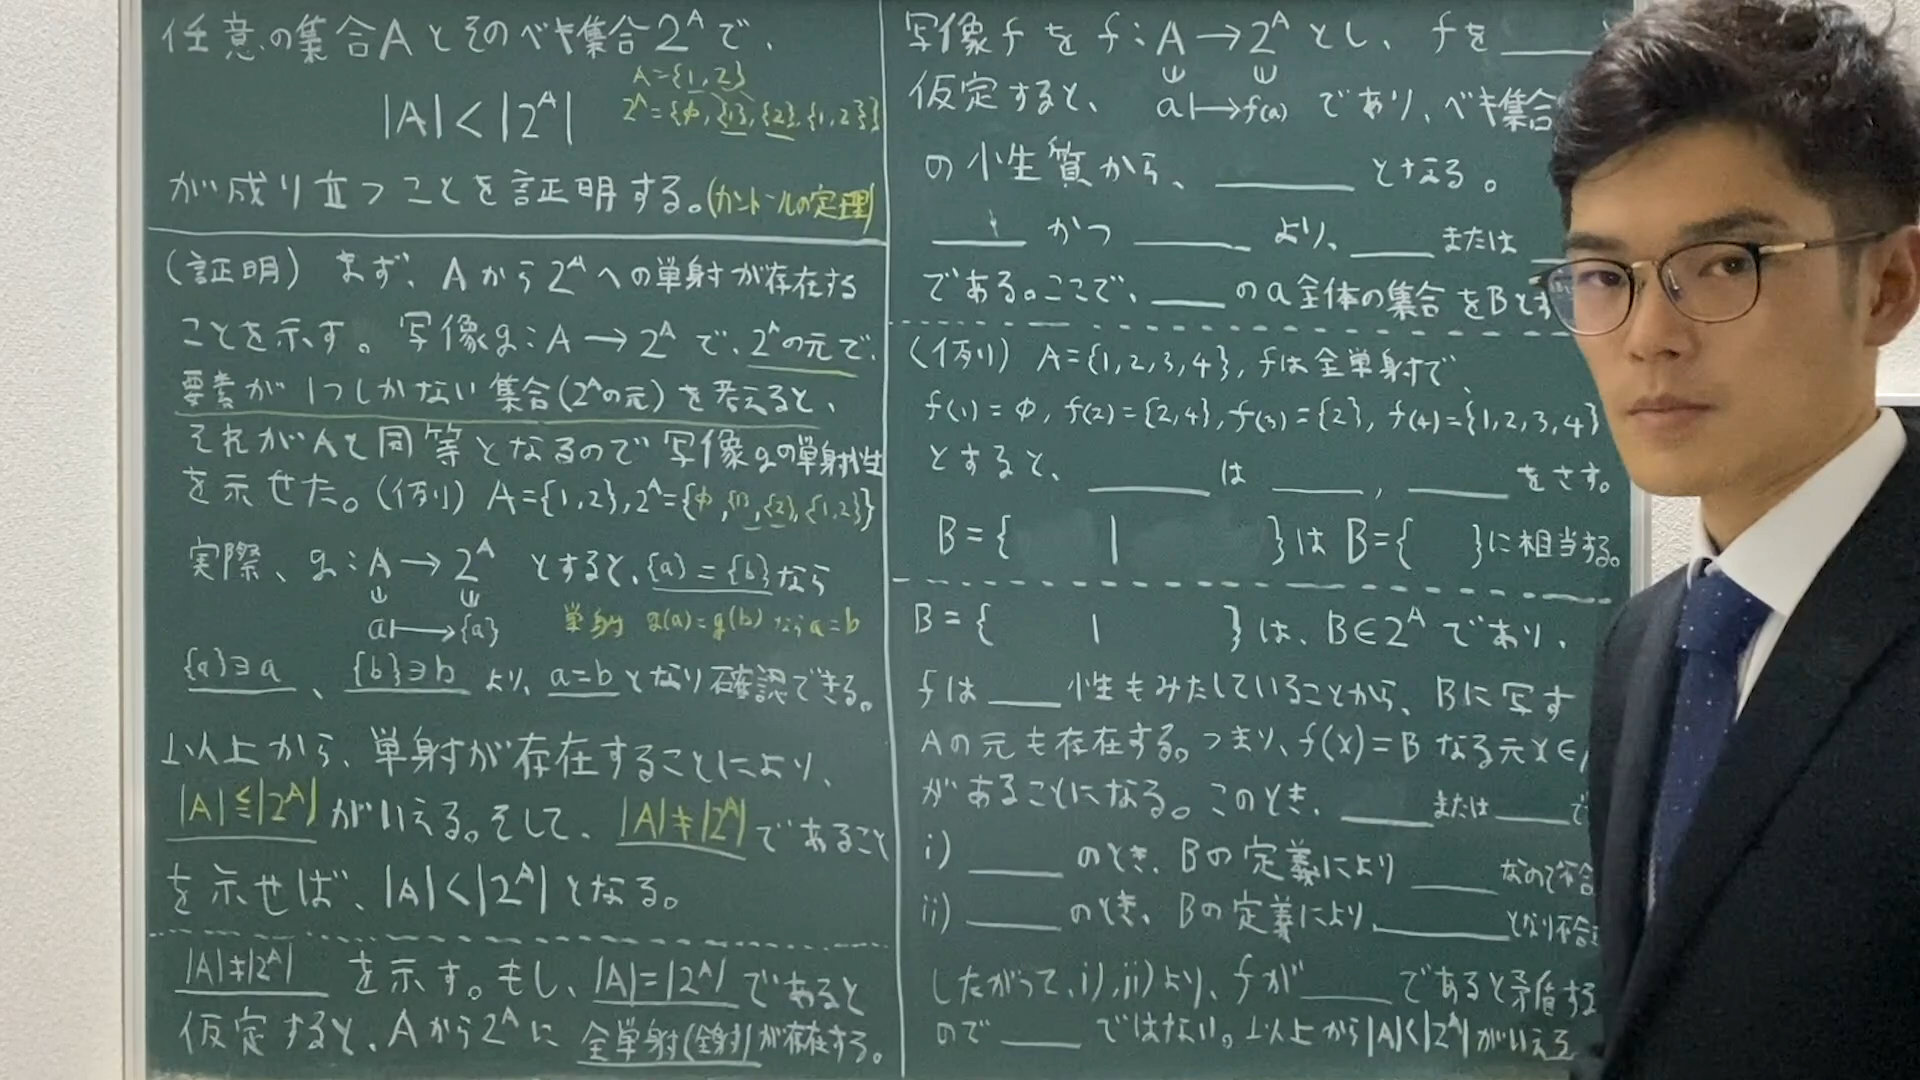 任意の集合Aとそのベキ集合2^Aで、
A={1,2}
|A|<|2^A| 2^A={φ,{1},{2},{1,2}}
が成り立つことを証明する。(カントールの定理)
(証明) まず、Aから2^Aへの単射が存在する
ことを示す。写像g:A→2^Aで、2^Aの元で、
要素が1つしかない集合(2^Aの元)を考えると、
それがAと同等となるので写像gの単射性
を示せた。(例) A={1,2},2^A={φ,{1},{2},{1,2}}
実際、g:A→2^A とすると、{a}={b}なら
∪ ∪
a↦{a} 単射 g(a)=g(b)ならa=b
{a}∋a、{b}∋bより、a=bとなり確認できる。
以上から、単射が存在することにより、
|A|≦|2^A|がいえる。そして、|A|≠|2^A|であること
を示せば、|A|<|2^A|となる。
|A|≠|2^A|を示す。もし、|A|=|2^A|であると
仮定すると、Aから2^Aに全単射(全射)が存在する。
写像fをf:A→2^Aとし、fを
∪ ∪
仮定すると、a↦f(a)であり、ベキ集合
の性質から、 となる。
かつ より、 または
である。ここで、 のa全体の集合をBとす
(例) A={1,2,3,4},fは全単射で、
f(1)=φ,f(2)={2,4},f(3)={2},f(4)={1,2,3,4}
とすると、 は , をさす。
B={ | }はB={ }に相当する。
B={ | }は、B∈2^Aであり、
fは 性もみたしていることから、Bに写す
Aの元も存在する。つまり、f(x)=Bなる元x∈
があることになる。このとき、 または で
i) のとき、Bの定義により なので不合
ii) のとき、Bの定義により、 となり不合
したがって、i),ii)より、fが であると矛盾する
ので ではない。以上から|A|<|2^A|がいえる